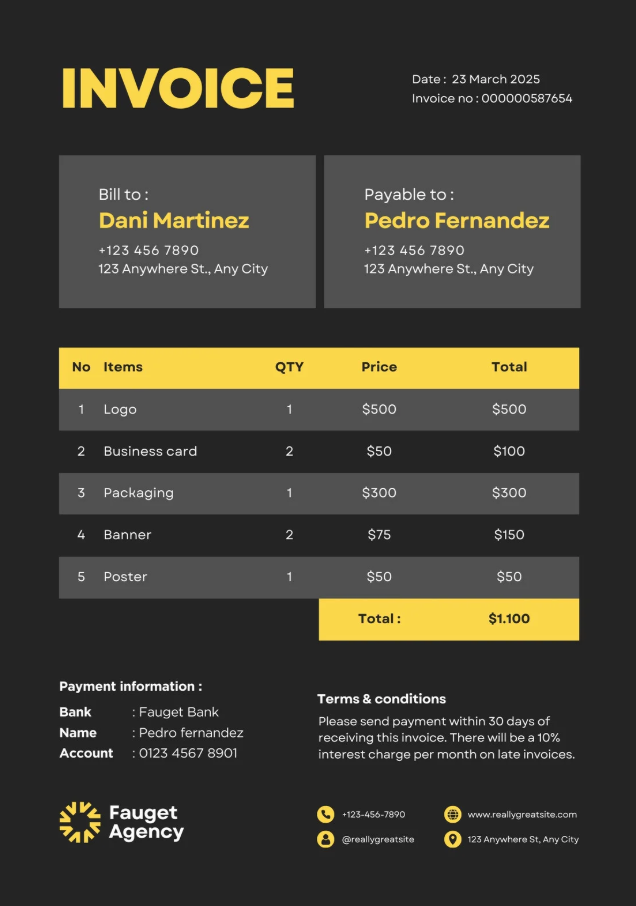 INVOICE
Date : 23 March 2025
Invoice no : 000000587654
Bill to :
Dani Martinez
+123 456 7890
123 Anywhere St., Any City
Payable to :
Pedro Fernandez
+123 456 7890
123 Anywhere St., Any City
No Items QTY Price Total
1 Logo 1 $500 $500
2 Business card 2 $50 $100
3 Packaging 1 $300 $300
4 Banner 2 $75 $150
5 Poster 1 $50 $50
Total : $1.100
Payment information :
Bank : Fauget Bank
Name : Pedro fernandez
Account : 0123 4567 8901
Terms & conditions
Please send payment within 30 days of
receiving this invoice. There will be a 10%
interest charge per month on late invoices.
Fauget
Agency
+123-456-7890
www.reallygreatsite.com
@reallygreatsite
123 Anywhere St, Any City